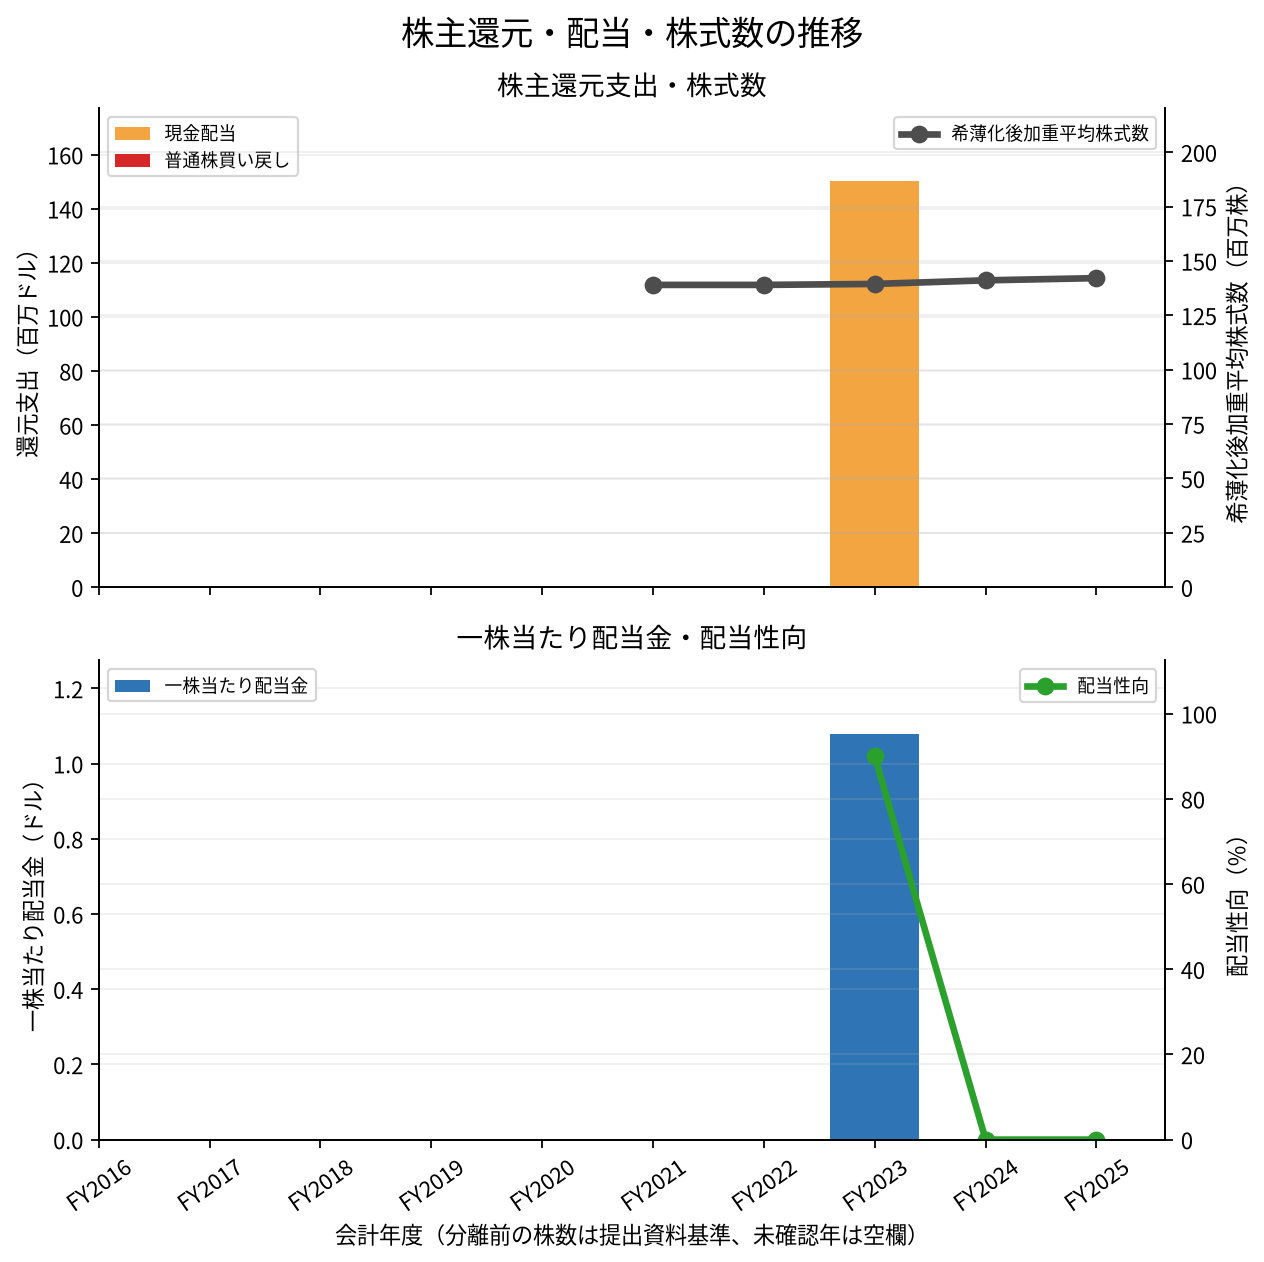 株主還元・配当・株式数の推移
株主還元支出・株式数
現金配当
普通株買い戻し
希薄化後加重平均株式数
160
140
120
100
80
60
40
20
0
還元支出（百万ドル）
200
175
150
125
100
75
50
25
0
希薄化後加重平均株式数（百万株）
一株当たり配当金・配当性向
一株当たり配当金
配当性向
1.2
1.0
0.8
0.6
0.4
0.2
0.0
一株当たり配当金（ドル）
100
80
60
40
20
0
配当性向（%）
FY2016
FY2017
FY2018
FY2019
FY2020
FY2021
FY2022
FY2023
FY2024
FY2025
会計年度（分離前の株数は提出資料基準、未確認年は空欄）